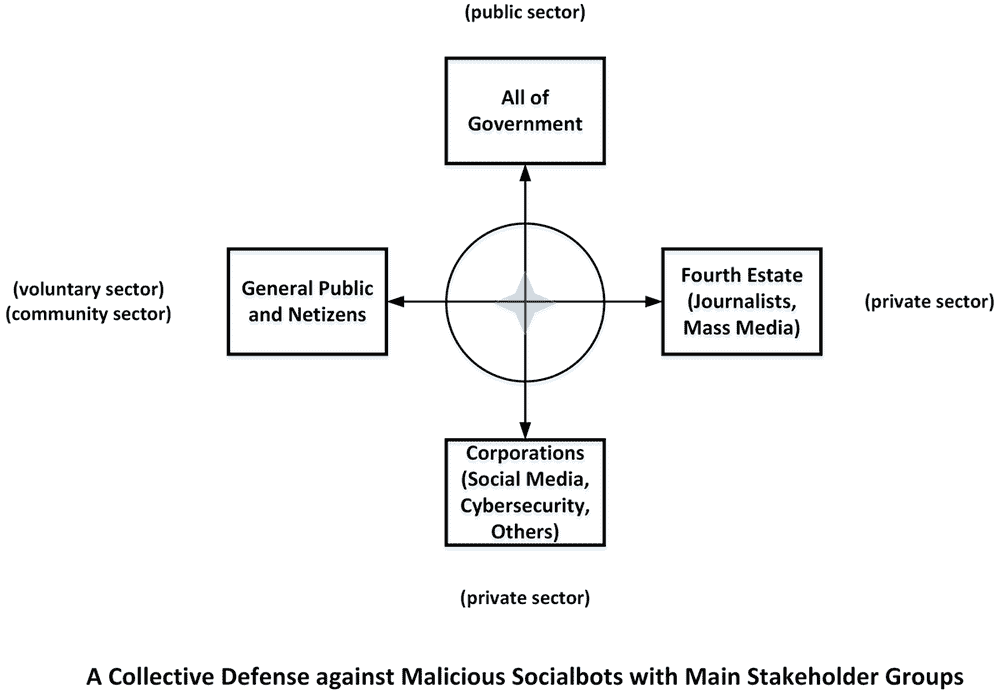 (public sector)
All of
Government
(voluntary sector)
(community sector)
General Public
and Netizens
Fourth Estate
(Journalists,
Mass Media)
(private sector)
Corporations
(Social Media,
Cybersecurity,
Others)
(private sector)
A Collective Defense against Malicious Socialbots with Main Stakeholder Groups